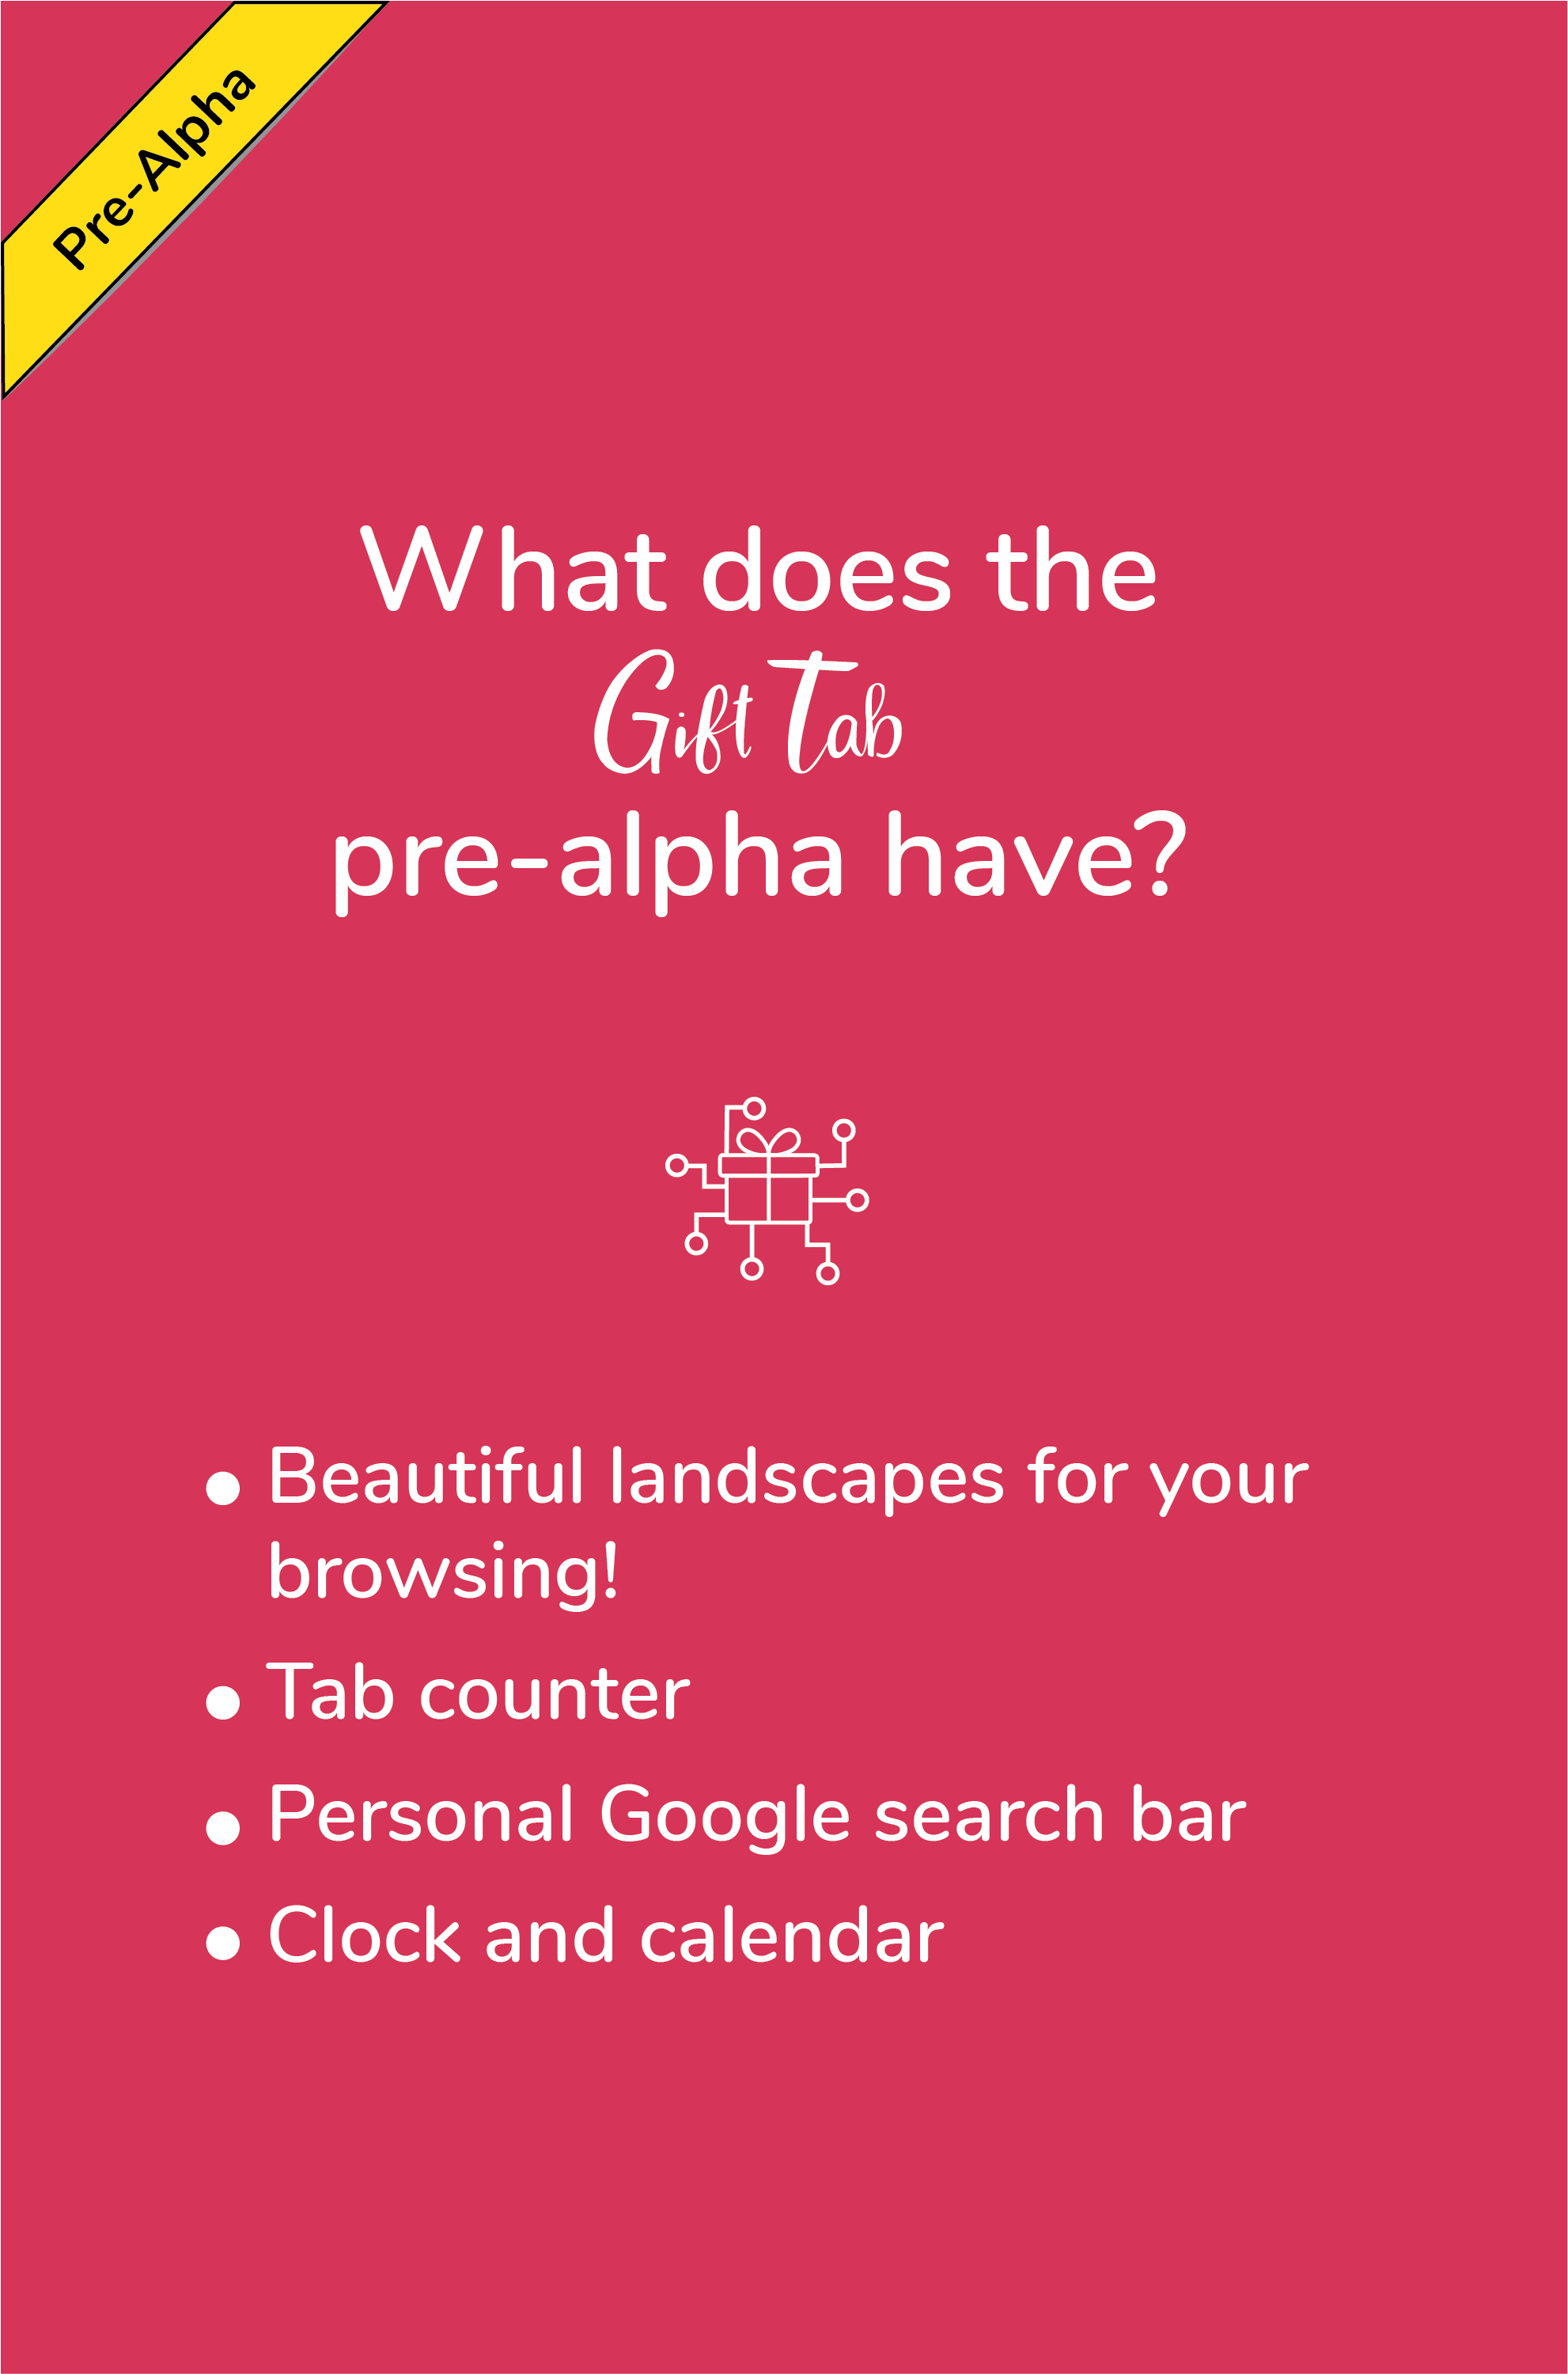 Pre-Alpha
What does the
Gift Tab
pre-alpha have?
• Beautiful landscapes for your
browsing!
• Tab counter
• Personal Google search bar
• Clock and calendar